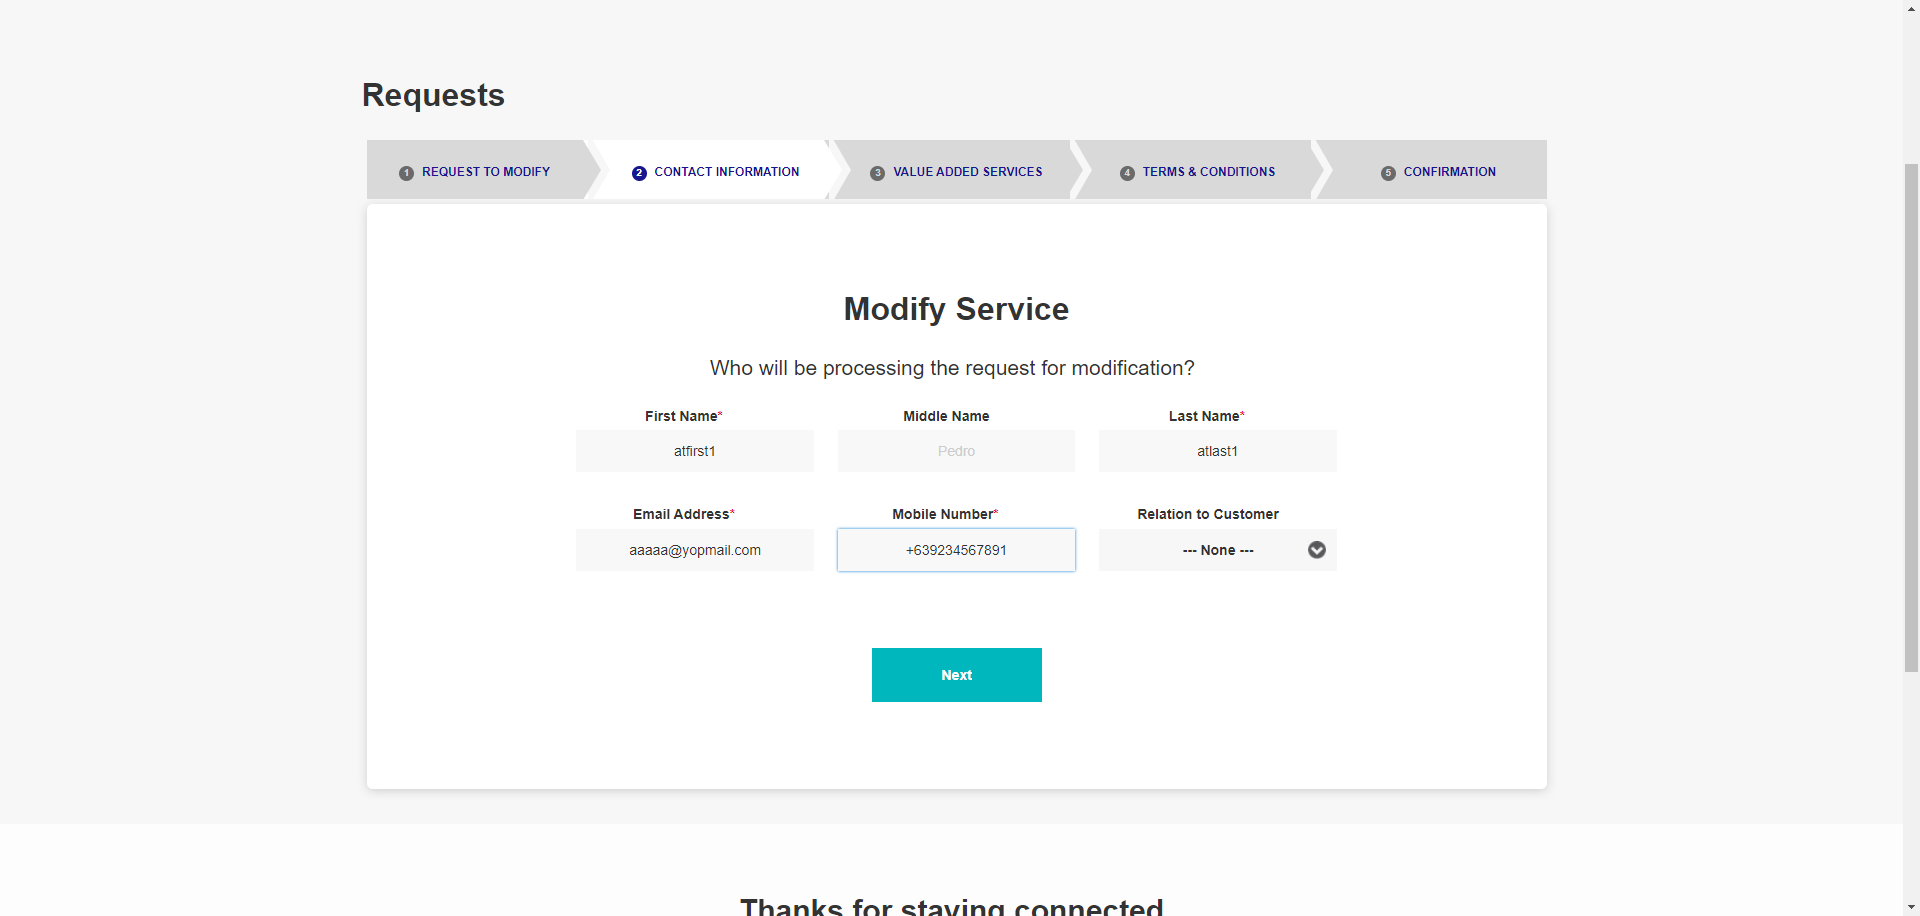 Requests
1 REQUEST TO MODIFY
2 CONTACT INFORMATION
3 VALUE ADDED SERVICES
4 TERMS & CONDITIONS
5 CONFIRMATION
Modify Service
Who will be processing the request for modification?
First Name* Middle Name Last Name*
atfirst1 Pedro atlast1
Email Address* Mobile Number* Relation to Customer
aaaaa@yopmail.com +639234567891 --- None ---
Next
Thanks for staying connected